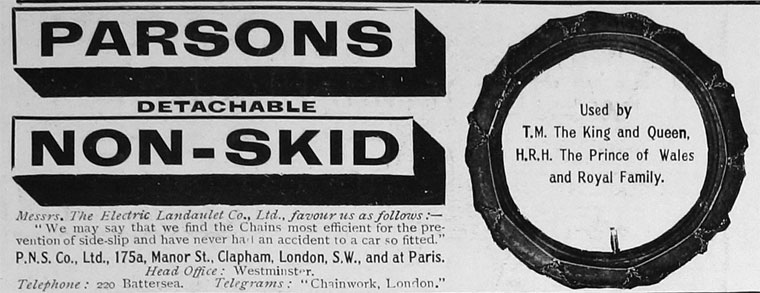 PARSONS
DETACHABLE
NON-SKID
Messrs. The Electric Landaulet Co., Ltd., favour us as follows:—
"We may say that we find the Chains most efficient for the pre-
vention of side-slip and have never had an accident to a car so fitted."
P.N.S. Co., Ltd., 175a, Manor St., Clapham, London, S.W., and at Paris.
Head Office: Westminster.
Telephone: 220 Battersea. Telegrams: "Chainwork, London."
Used by
T.M. The King and Queen,
H.R.H. The Prince of Wales
and Royal Family.